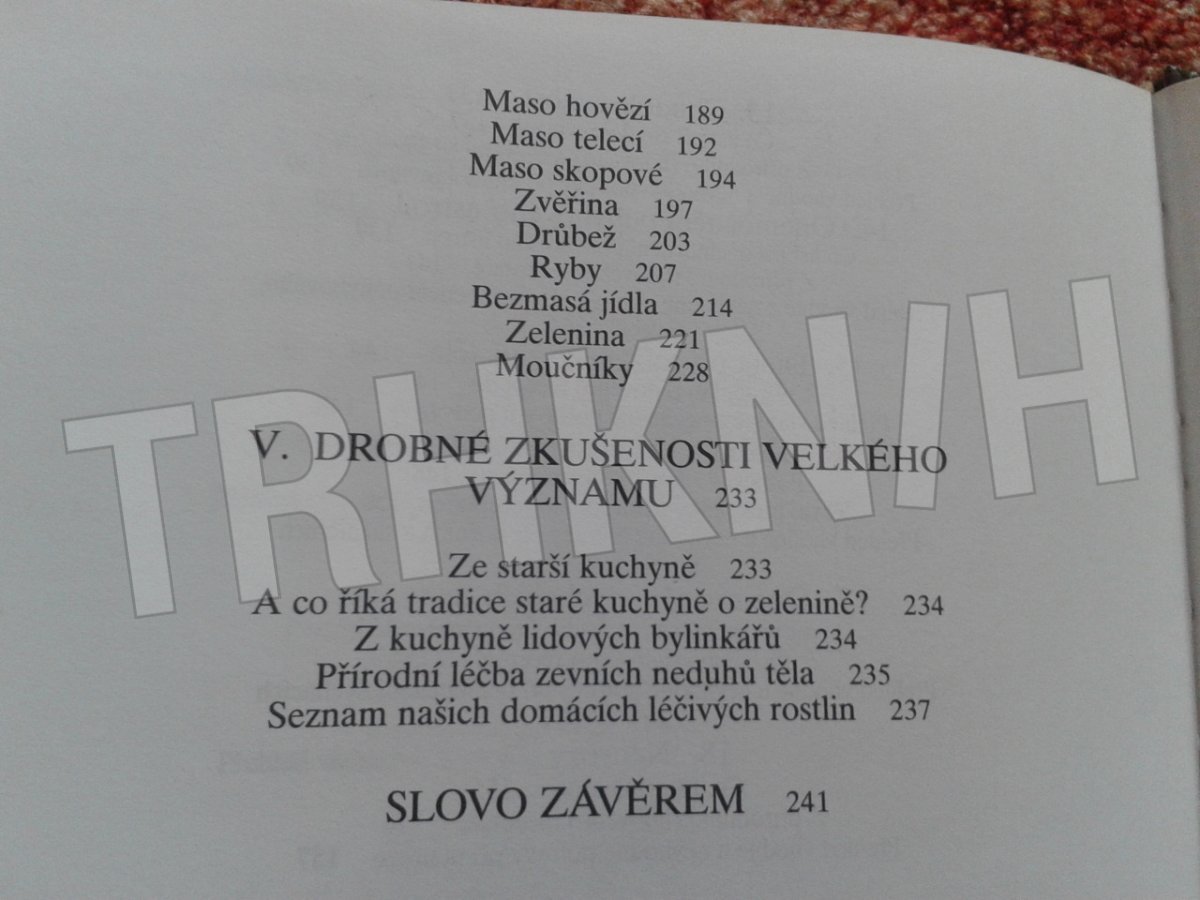 Maso hovězí 189
Maso telecí 192
Maso skopové 194
Zvěřina 197
Drůbež 203
Ryby 207
Bezmasá jídla 214
Zelenina 221
Moučníky 228
TRHKNIH
V. DROBNÉ ZKUŠENOSTI VELKÉHO
VÝZNAMU 233
Ze starší kuchyně 233
A co říká tradice staré kuchyně o zelenině? 234
Z kuchyně lidových bylinkářů 234
Přírodní léčba zevních neduhů těla 235
Seznam našich domácích léčivých rostlin 237
SLOVO ZÁVĚREM 241